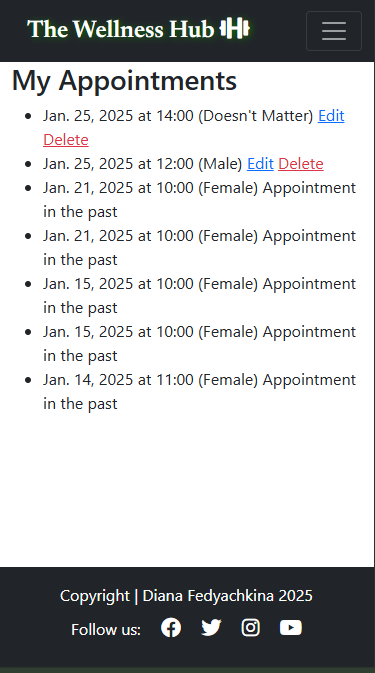 The Wellness Hub
My Appointments
Jan. 25, 2025 at 14:00 (Doesn't Matter) Edit
Delete
Jan. 25, 2025 at 12:00 (Male) Edit Delete
Jan. 21, 2025 at 10:00 (Female) Appointment
in the past
Jan. 21, 2025 at 10:00 (Female) Appointment
in the past
Jan. 15, 2025 at 10:00 (Female) Appointment
in the past
Jan. 15, 2025 at 10:00 (Female) Appointment
in the past
Jan. 14, 2025 at 11:00 (Female) Appointment
in the past
Copyright | Diana Fedyachkina 2025
Follow us: